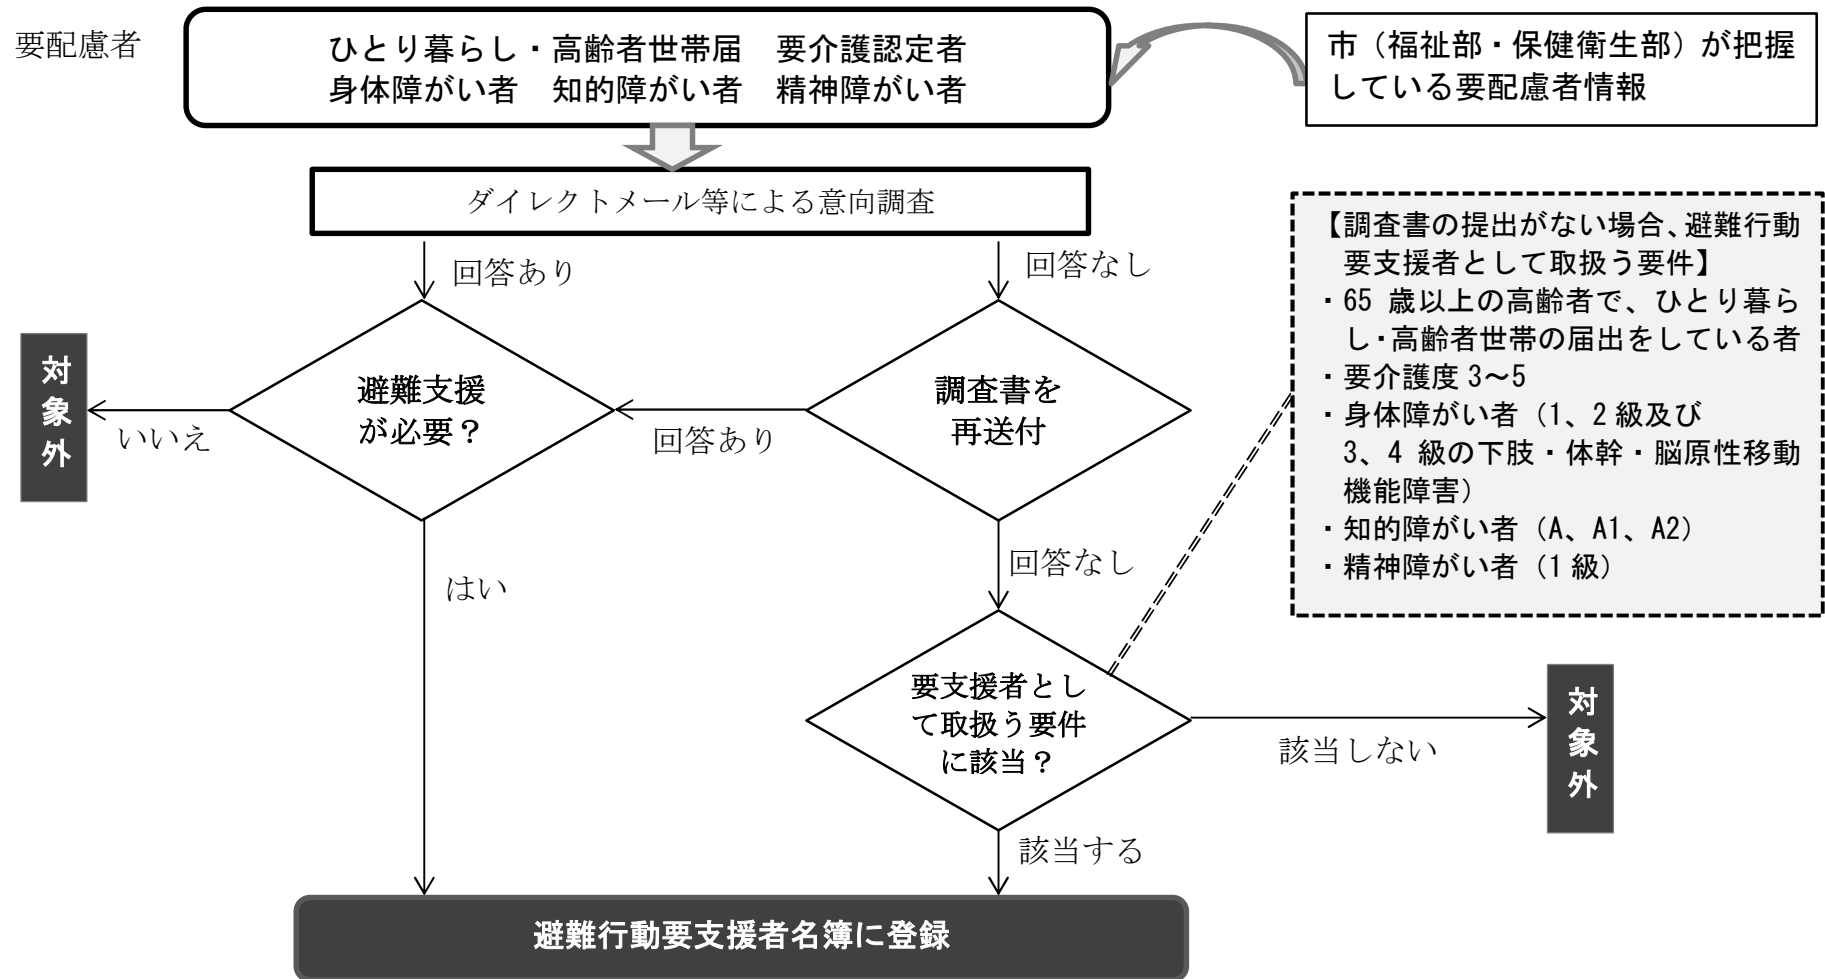 要配慮者
ひとり暮らし・高齢者世帯届　要介護認定者
身体障がい者　知的障がい者　精神障がい者
市（福祉部・保健衛生部）が把握
している要配慮者情報
ダイレクトメール等による意向調査
回答あり
回答なし
【調査書の提出がない場合、避難行動
要支援者として取扱う要件】
・65 歳以上の高齢者で、ひとり暮ら
し・高齢者世帯の届出をしている者
・要介護度 3～5
・身体障がい者（1、2 級及び
3、4 級の下肢・体幹・脳原性移動
機能障害）
・知的障がい者（A、A1、A2）
・精神障がい者（1 級）
対象外
いいえ
避難支援
が必要？
回答あり
調査書を
再送付
はい
回答なし
要支援者とし
て取扱う要件
に該当？
該当しない
対象外
該当する
避難行動要支援者名簿に登録